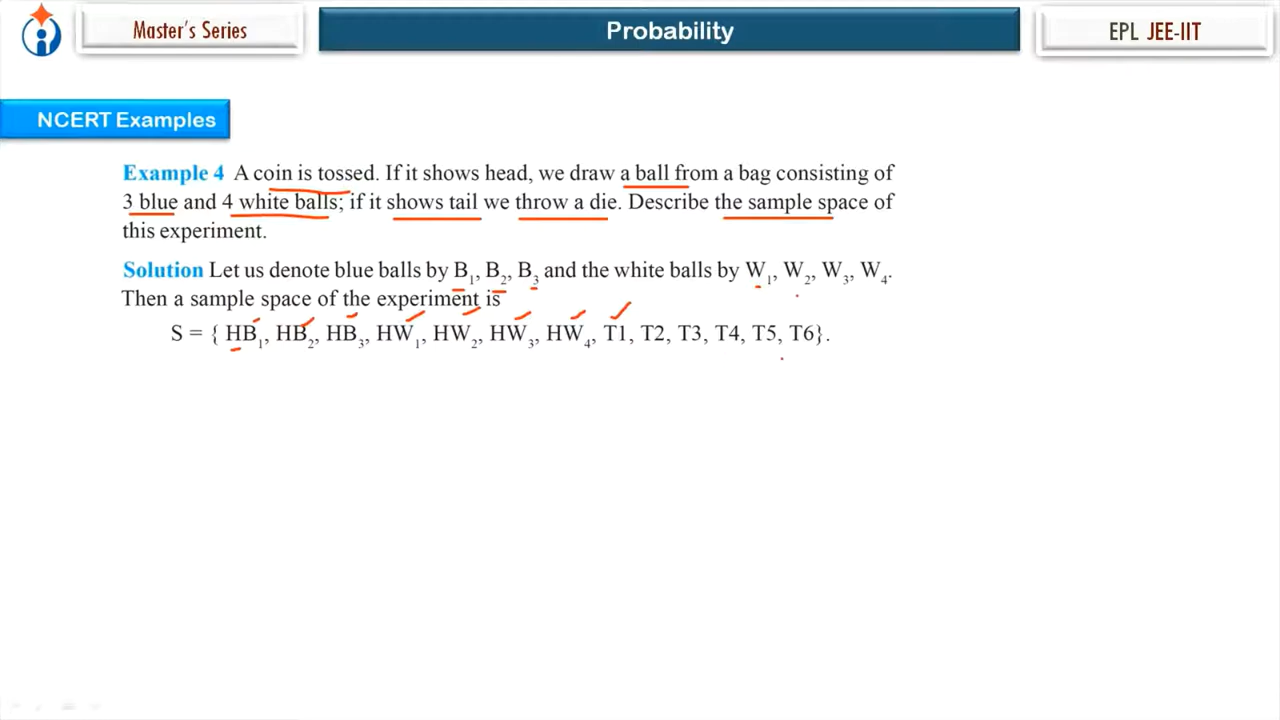 Master's Series
Probability
EPL JEE-IIT
NCERT Examples
Example 4 A coin is tossed. If it shows head, we draw a ball from a bag consisting of
3 blue and 4 white balls; if it shows tail we throw a die. Describe the sample space of
this experiment.
Solution Let us denote blue balls by B₁, B₂, B₃ and the white balls by W₁, W₂, W₃, W₄.
Then a sample space of the experiment is
S = { HB₁, HB₂, HB₃, HW₁, HW₂, HW₃, HW₄, T1, T2, T3, T4, T5, T6}.